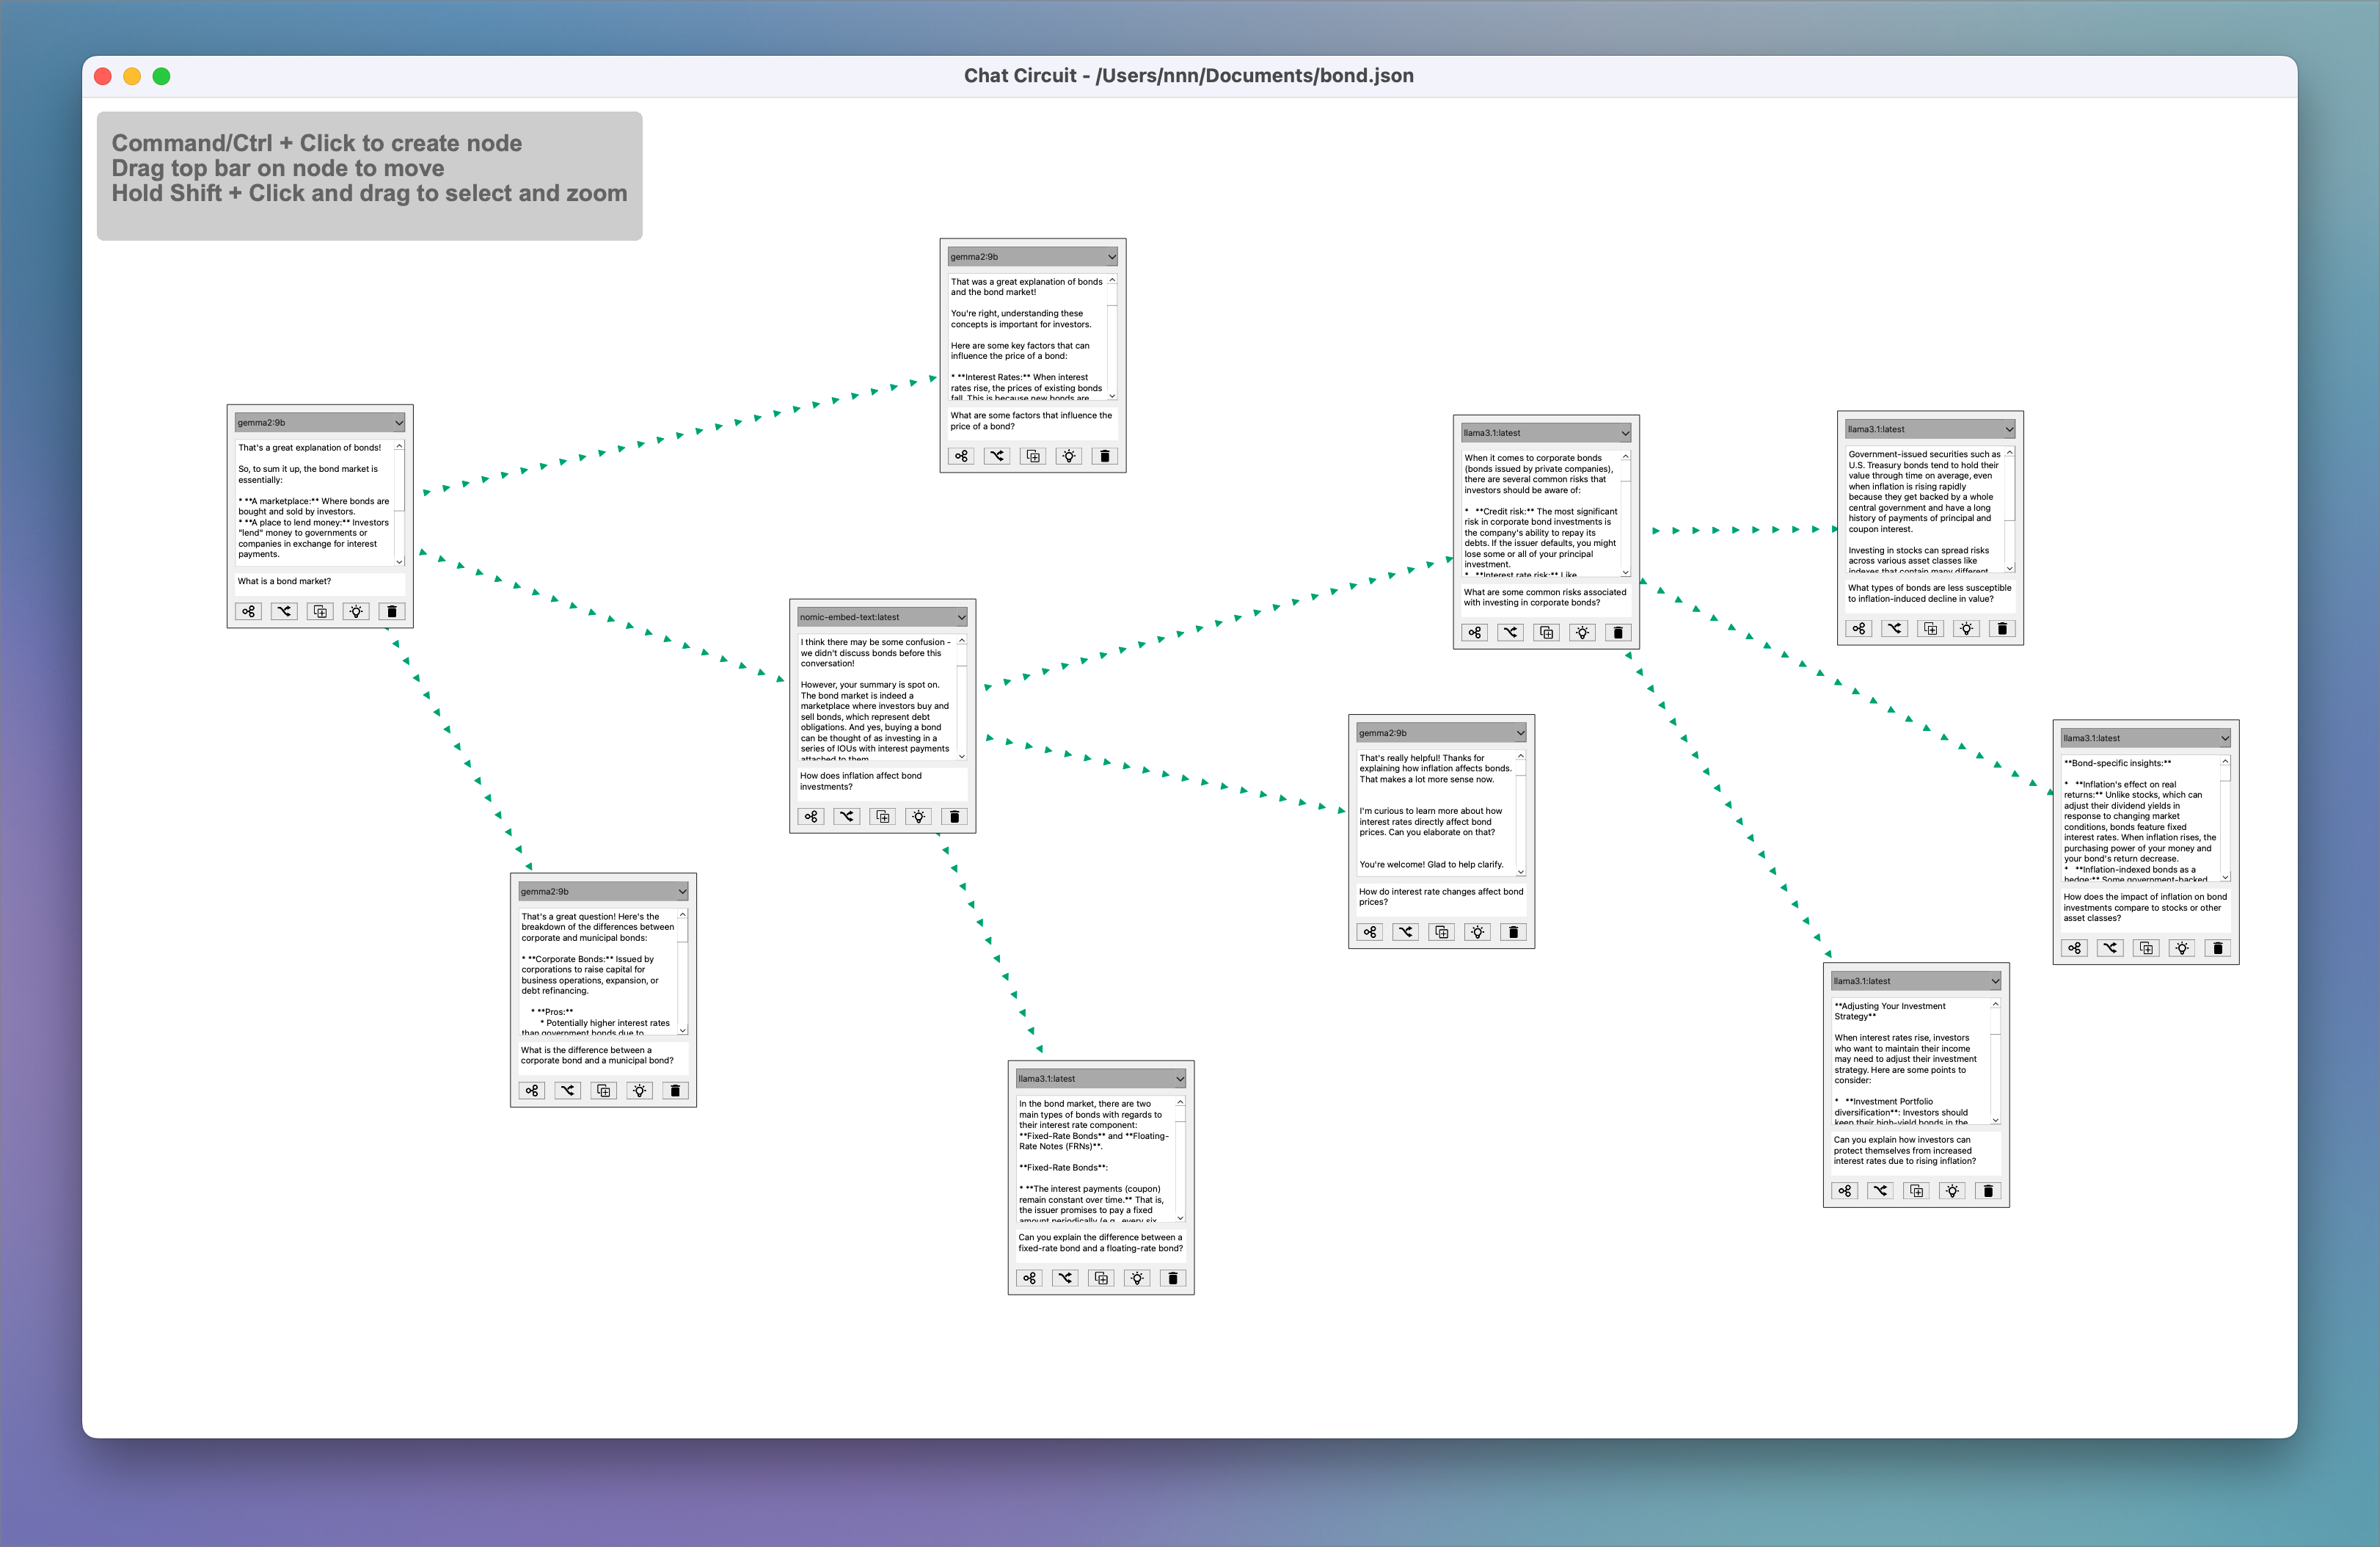 Chat Circuit - /Users/nnn/Documents/bond.json
Command/Ctrl + Click to create node
Drag top bar on node to move
Hold Shift + Click and drag to select and zoom
gemma2:9b
That's a great explanation of bonds!
So, to sum it up, the bond market is
essentially:
* **A marketplace:** Where bonds are
bought and sold by investors.
* **A place to lend money:** Investors
"lend" money to governments or
companies in exchange for interest
payments.
What is a bond market?
gemma2:9b
That was a great explanation of bonds
and the bond market!
You're right, understanding these
concepts is important for investors.
Here are some key factors that can
influence the price of a bond:
* **Interest Rates:** When interest
rates rise, the prices of existing bonds
fall. This is because new bonds are
What are some factors that influence the
price of a bond?
nomic-embed-text:latest
I think there may be some confusion -
we didn't discuss bonds before this
conversation!
However, your summary is spot on.
The bond market is indeed a
marketplace where investors buy and
sell bonds, which represent debt
obligations. And yes, buying a bond
can be thought of as investing in a
series of IOUs with interest payments
attached to them
How does inflation affect bond
investments?
gemma2:9b
That's a great question! Here's the
breakdown of the differences between
corporate and municipal bonds:
* **Corporate Bonds:** Issued by
corporations to raise capital for
business operations, expansion, or
debt refinancing.
* **Pros:**
* Potentially higher interest rates
than government bonds due to
What is the difference between a
corporate bond and a municipal bond?
llama3.1:latest
In the bond market, there are two
main types of bonds with regards to
their interest rate component:
**Fixed-Rate Bonds** and **Floating-
Rate Notes (FRNs)**.
**Fixed-Rate Bonds**:
* **The interest payments (coupon)
remain constant over time.** That is,
the issuer promises to pay a fixed
amount periodically (e.g., every six
Can you explain the difference between a
fixed-rate bond and a floating-rate bond?
llama3.1:latest
When it comes to corporate bonds
(bonds issued by private companies),
there are several common risks that
investors should be aware of:
* **Credit risk:** The most significant
risk in corporate bond investments is
the company's ability to repay its
debts. If the issuer defaults, you might
lose some or all of your principal
investment.
* **Interest rate risk:** Like
What are some common risks associated
with investing in corporate bonds?
gemma2:9b
That's really helpful! Thanks for
explaining how inflation affects bonds.
That makes a lot more sense now.
I'm curious to learn more about how
interest rates directly affect bond
prices. Can you elaborate on that?
You're welcome! Glad to help clarify.
How do interest rate changes affect bond
prices?
llama3.1:latest
Government-issued securities such as
U.S. Treasury bonds tend to hold their
value through time on average, even
when inflation is rising rapidly
because they get backed by a whole
central government and have a long
history of payments of principal and
coupon interest.
Investing in stocks can spread risks
across various asset classes like
indexes that contain many different
What types of bonds are less susceptible
to inflation-induced decline in value?
llama3.1:latest
**Bond-specific insights:**
* **Inflation's effect on real
returns:** Unlike stocks, which can
adjust their dividend yields in
response to changing market
conditions, bonds feature fixed
interest rates. When inflation rises, the
purchasing power of your money and
your bond's return decrease.
* **Inflation-indexed bonds as a
hedge:** Some government-backed
How does the impact of inflation on bond
investments compare to stocks or other
asset classes?
llama3.1:latest
**Adjusting Your Investment
Strategy**
When interest rates rise, investors
who want to maintain their income
may need to adjust their investment
strategy. Here are some points to
consider:
* **Investment Portfolio
diversification**: Investors should
keep their high-yield bonds in the
Can you explain how investors can
protect themselves from increased
interest rates due to rising inflation?